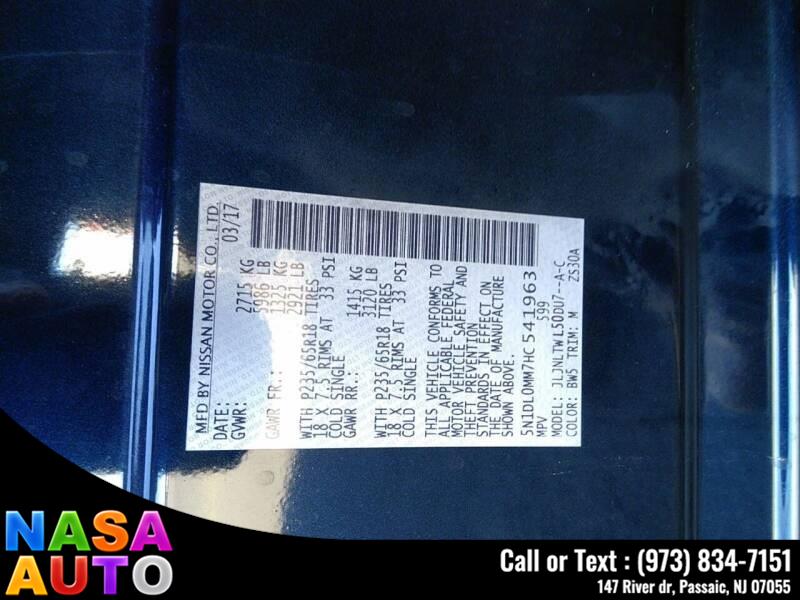 MFD BY NISSAN MOTOR CO., LTD.
DATE: 03/17
GVWR: 2715 KG
5986 LB
GAWR FR.: 1325 KG
2921 LB
WITH P235/65R18 TIRES
18 X 7.5 RIMS AT 33 PSI
COLD SINGLE
GAWR RR.: 1415 KG
3120 LB
WITH P235/65R18 TIRES
18 X 7.5 RIMS AT 33 PSI
COLD SINGLE
THIS VEHICLE CONFORMS TO
ALL APPLICABLE FEDERAL
MOTOR VEHICLE SAFETY AND
THEFT PREVENTION
STANDARDS IN EFFECT ON
THE DATE OF MANUFACTURE
SHOWN ABOVE.
5N1DL0MM7HC541963
MPV S99
MODEL: JLJNLTWL50DU7--A-C
COLOR: BW5 TRIM: M ZS30A
NASA
AUTO
Call or Text : (973) 834-7151
147 River dr, Passaic, NJ 07055